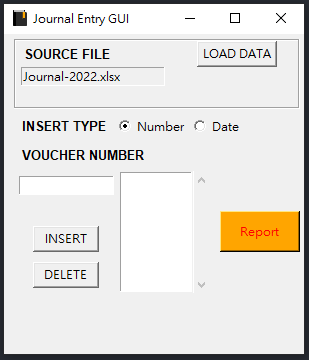 Journal Entry GUI
SOURCE FILE
LOAD DATA
Journal-2022.xlsx
INSERT TYPE
Number
Date
VOUCHER NUMBER
INSERT
DELETE
Report